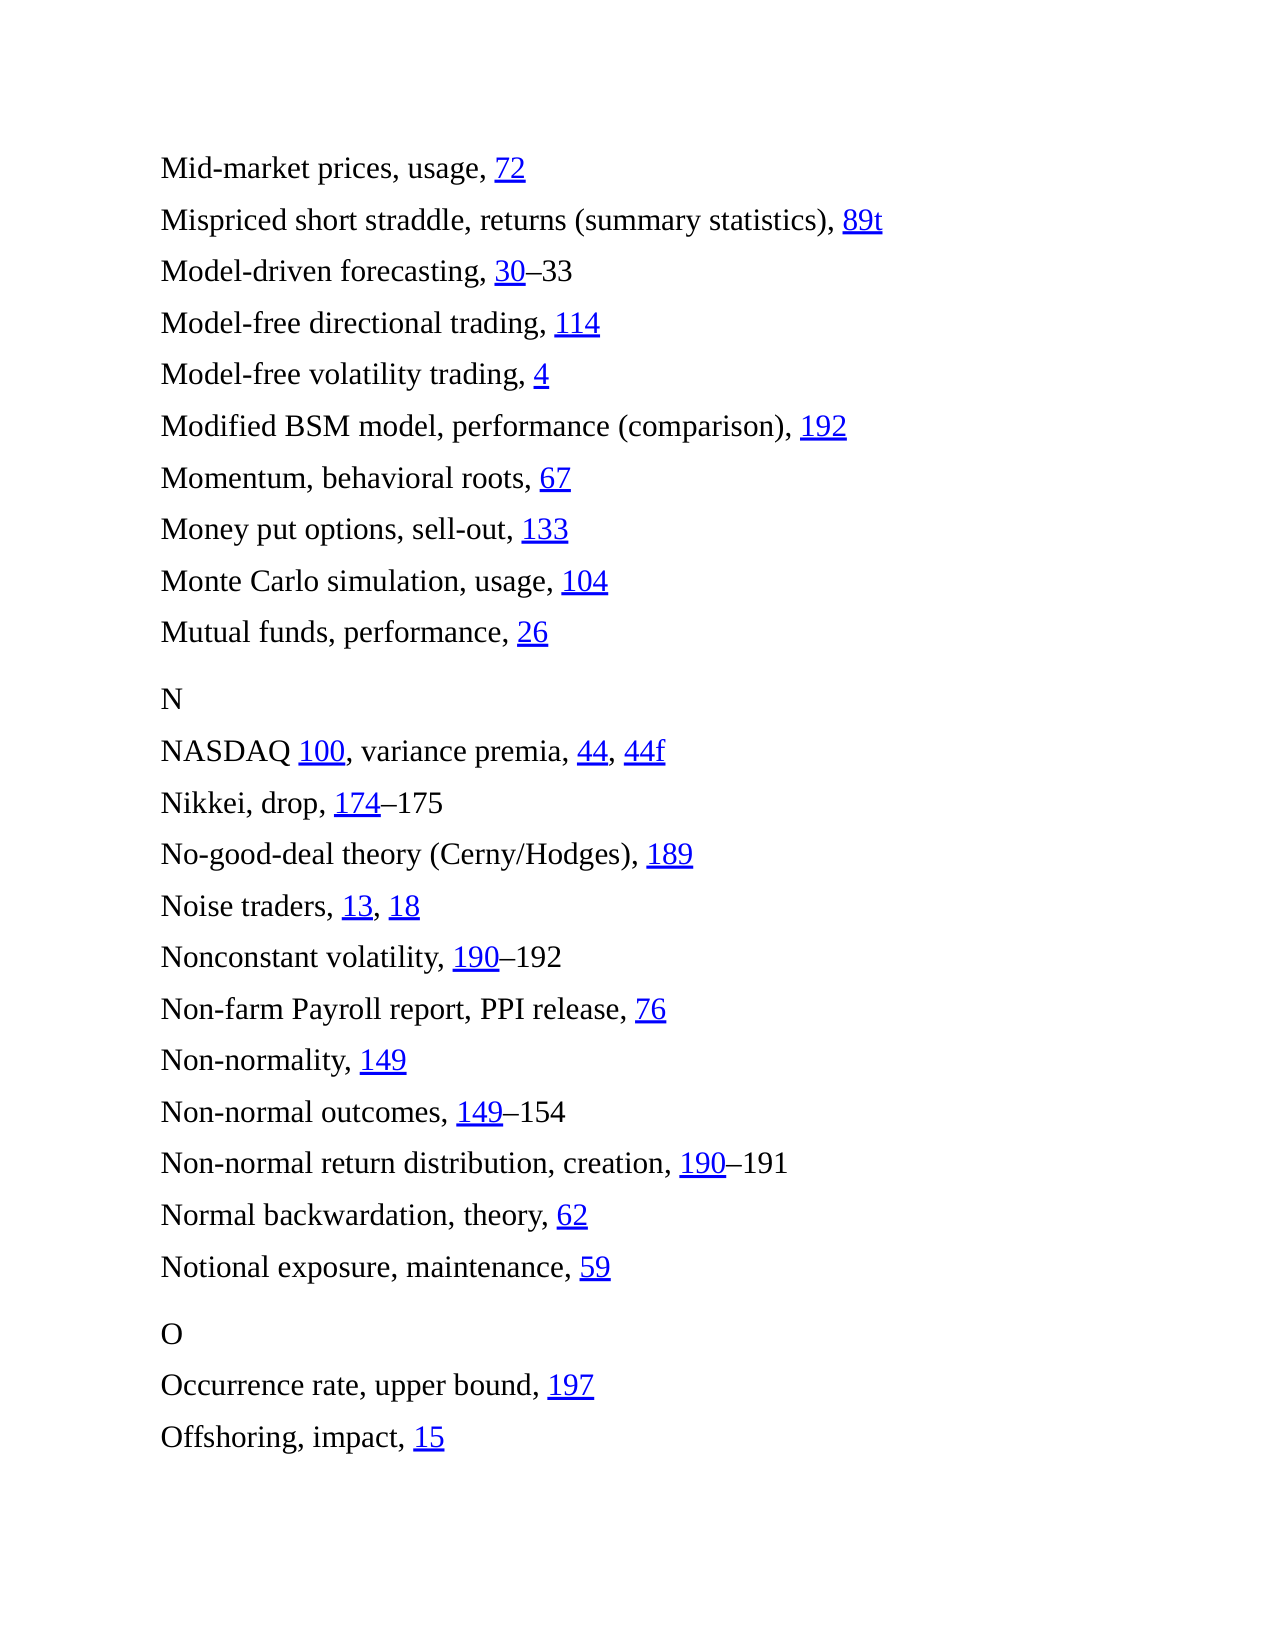 Mid-market prices, usage, 72
Mispriced short straddle, returns (summary statistics), 89t
Model-driven forecasting, 30–33
Model-free directional trading, 114
Model-free volatility trading, 4
Modified BSM model, performance (comparison), 192
Momentum, behavioral roots, 67
Money put options, sell-out, 133
Monte Carlo simulation, usage, 104
Mutual funds, performance, 26
N
NASDAQ 100, variance premia, 44, 44f
Nikkei, drop, 174–175
No-good-deal theory (Cerny/Hodges), 189
Noise traders, 13, 18
Nonconstant volatility, 190–192
Non-farm Payroll report, PPI release, 76
Non-normality, 149
Non-normal outcomes, 149–154
Non-normal return distribution, creation, 190–191
Normal backwardation, theory, 62
Notional exposure, maintenance, 59
O
Occurrence rate, upper bound, 197
Offshoring, impact, 15